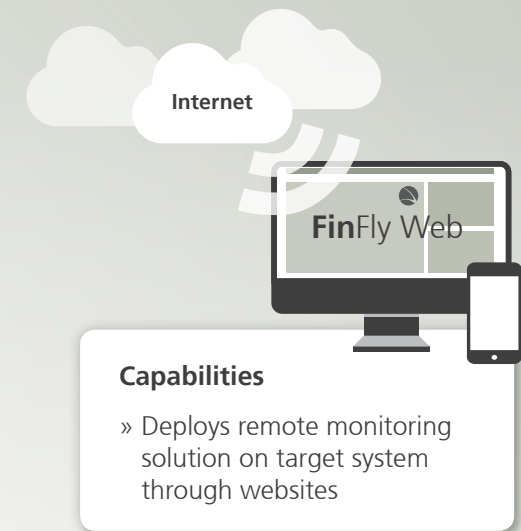 Internet
FinFly Web
Capabilities
» Deploys remote monitoring
solution on target system
through websites